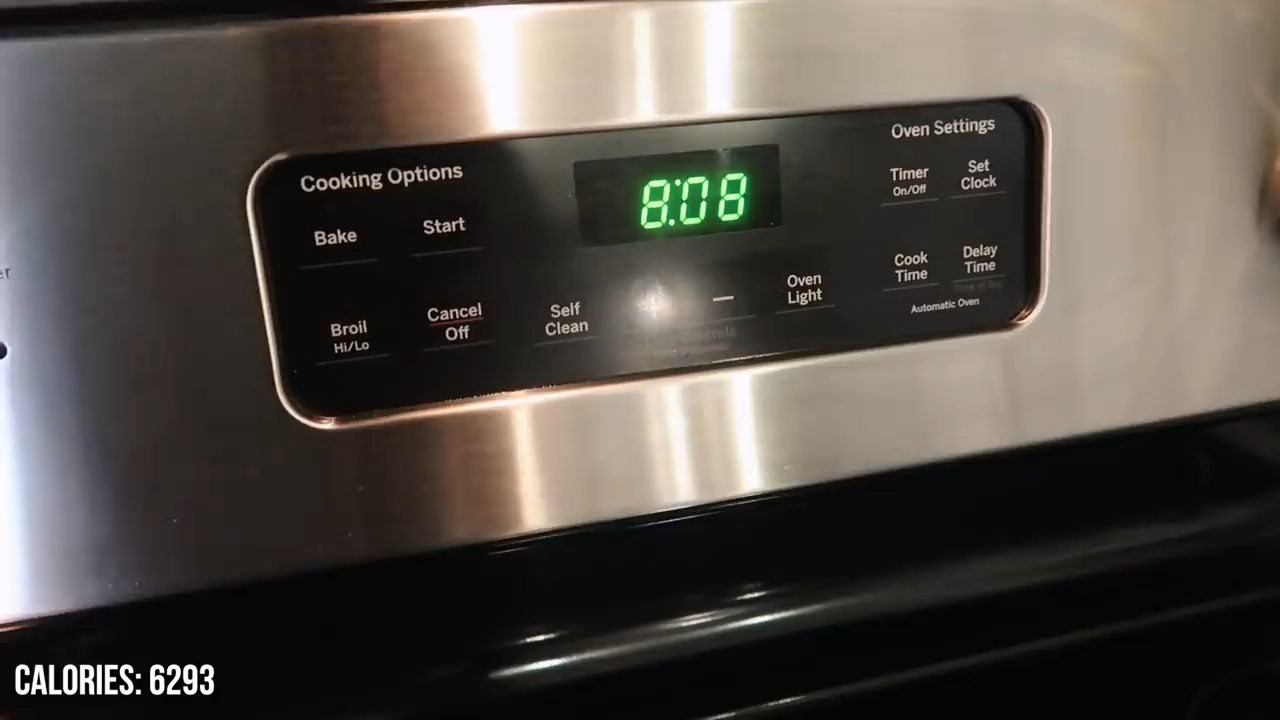 Cooking Options
Bake
Start
Broil
Hi/Lo
Cancel
Off
Self
Clean
8:08
Oven
Light
Oven Settings
Timer
On/Off
Set
Clock
Cook
Time
Delay
Time
Automatic Oven
er
CALORIES: 6293